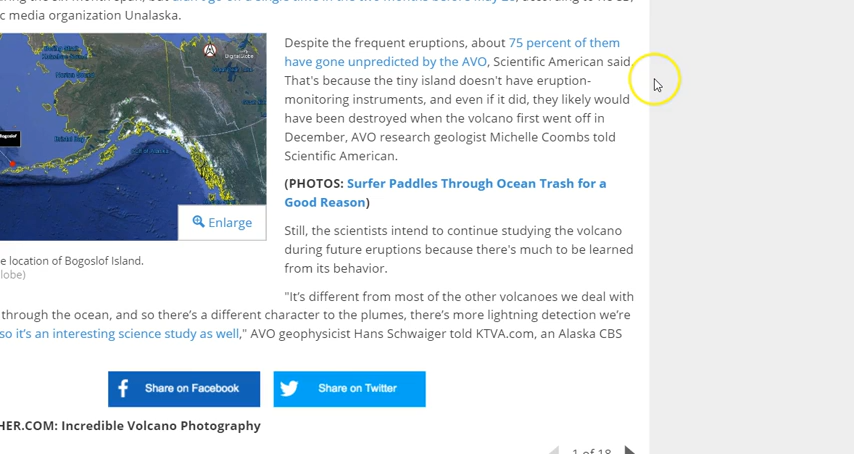 c media organization Unalaska.
Despite the frequent eruptions, about 75 percent of them
have gone unpredicted by the AVO, Scientific American said.
That's because the tiny island doesn't have eruption-
monitoring instruments, and even if it did, they likely would
have been destroyed when the volcano first went off in
December, AVO research geologist Michelle Coombs told
Scientific American.
(PHOTOS: Surfer Paddles Through Ocean Trash for a
Good Reason)
DigitalGlobe
Bogoslof
Enlarge
e location of Bogoslof Island.
lobe)
Still, the scientists intend to continue studying the volcano
during future eruptions because there's much to be learned
from its behavior.
"It's different from most of the other volcanoes we deal with
through the ocean, and so there's a different character to the plumes, there's more lightning detection we're
so it's an interesting science study as well," AVO geophysicist Hans Schwaiger told KTVA.com, an Alaska CBS
Share on Facebook
Share on Twitter
HER.COM: Incredible Volcano Photography
1 of 18